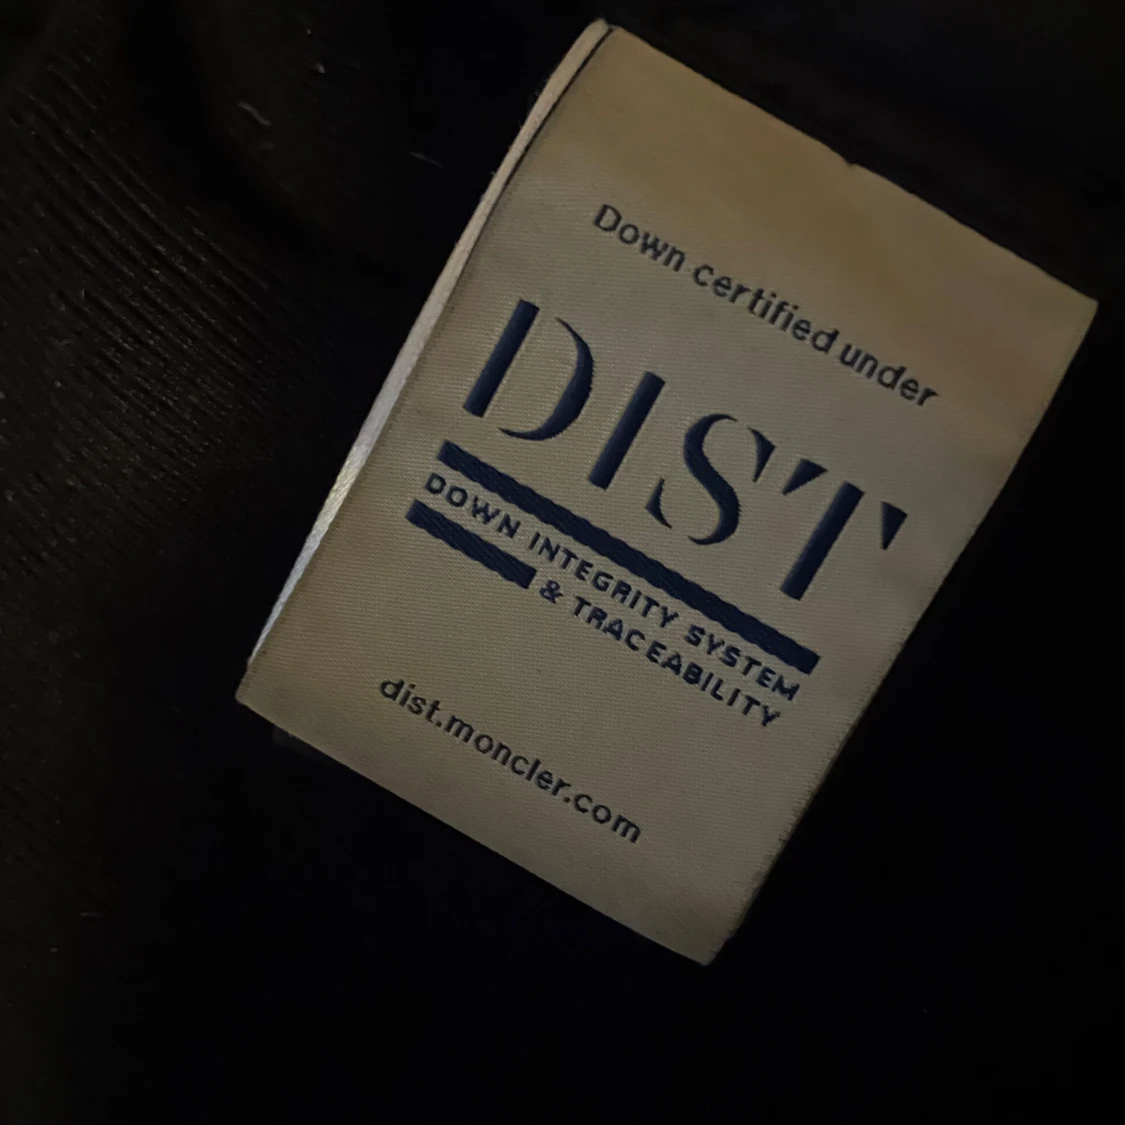 Down certified under
DIST
DOWN INTEGRITY SYSTEM
& TRACEABILITY
dist.moncler.com